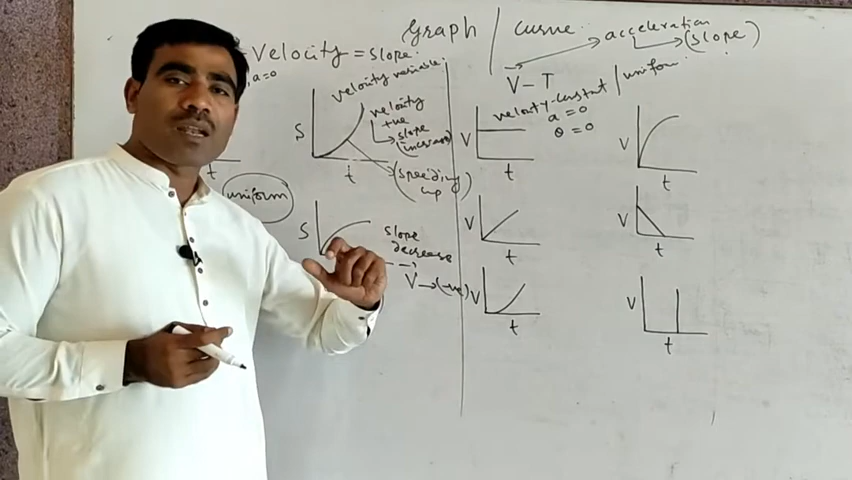 Graph / curve
Velocity = slope
a=0
velocity variable
velocity
+ve
slope
(increase)
(speeding
up)
S
t
t
uniform
S
slope
decrease
V→(-ve)
acceleration
(slope)
V-T
velocity-constant / uniform
a = 0
θ = 0
V
t
V
t
V
t
V
t
V
t
V
t